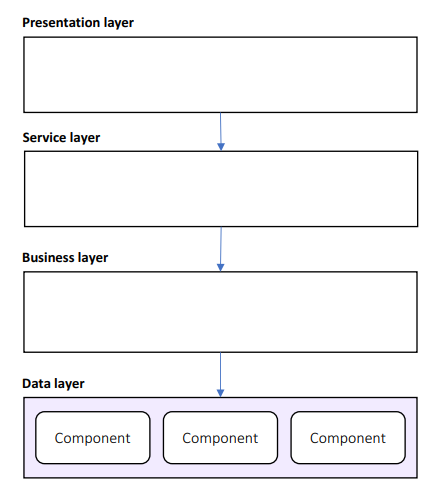 Presentation layer
Service layer
Business layer
Data layer
Component Component Component